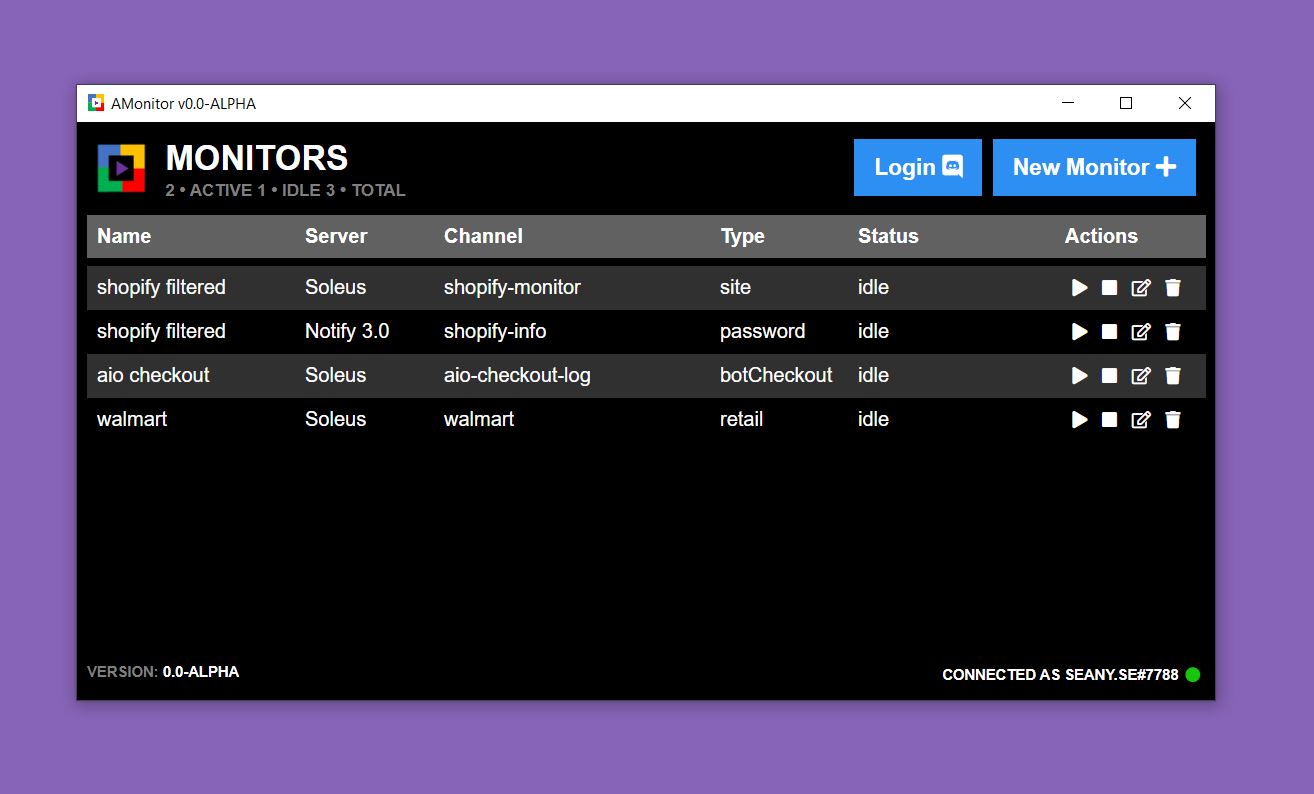 AMonitor v0.0-ALPHA
MONITORS
2 • ACTIVE 1 • IDLE 3 • TOTAL
Login
New Monitor
Name Server Channel Type Status Actions
shopify filtered Soleus shopify-monitor site idle
shopify filtered Notify 3.0 shopify-info password idle
aio checkout Soleus aio-checkout-log botCheckout idle
walmart Soleus walmart retail idle
VERSION: 0.0-ALPHA
CONNECTED AS SEANY.SE#7788